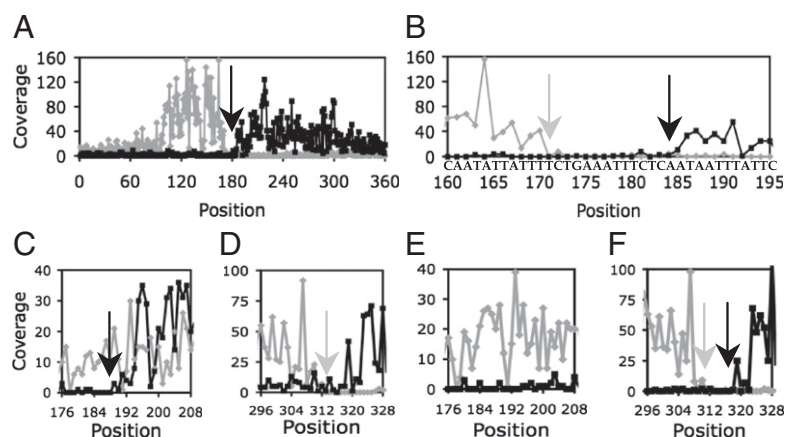 A
B
160
120
80
40
0
Coverage
0 60 120 180 240 300 360
Position
160
120
80
40
0
CAATATTATTTTCTGAAATTTCTCAATAATTTATTC
160 165 170 175 180 185 190 195
Position
C
D
E
F
40
30
20
10
0
Coverage
176 184 192 200 208
Position
100
75
50
25
0
296 304 312 320 328
Position
40
30
20
10
0
176 184 192 200 208
Position
100
75
50
25
0
296 304 312 320 328
Position